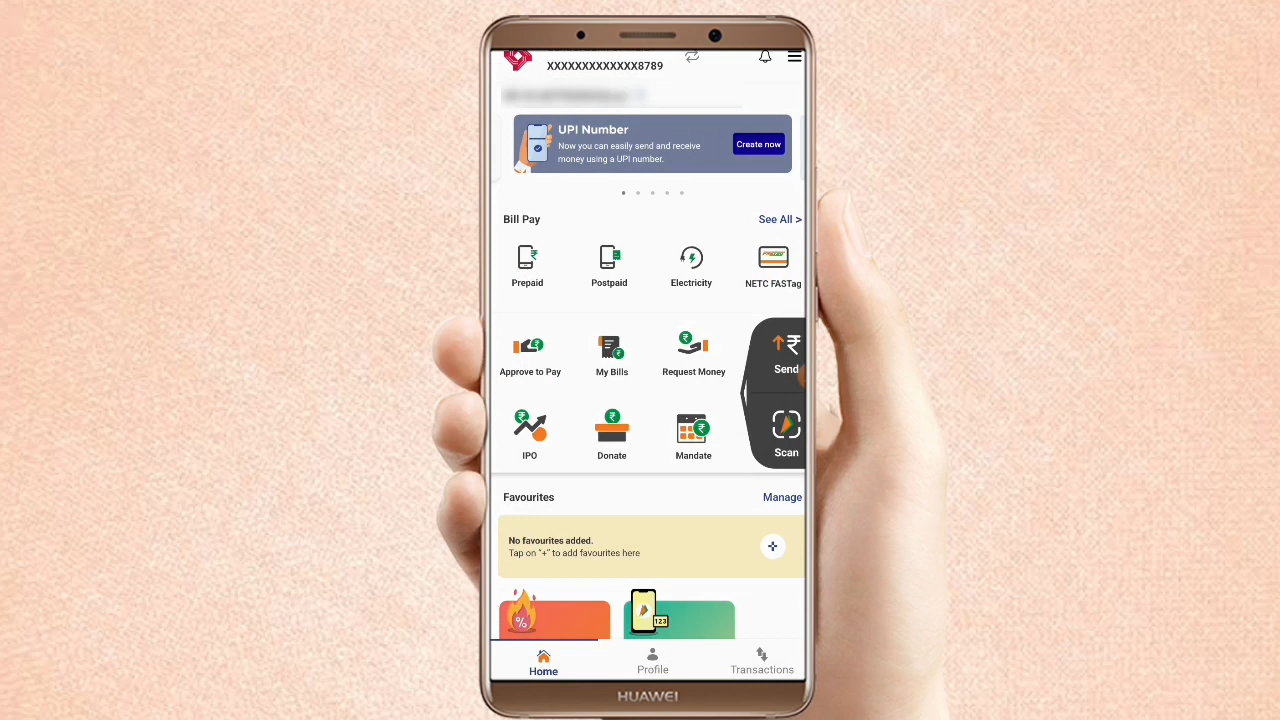 XXXXXXXXXXXXX8789
UPI Number
Now you can easily send and receive
money using a UPI number.
Create now
Bill Pay
See All >
Prepaid
Postpaid
Electricity
NETC FASTag
Approve to Pay
My Bills
Request Money
Send
IPO
Donate
Mandate
Scan
Favourites
Manage
No favourites added.
Tap on "+" to add favourites here
%
123
Home
Profile
Transactions
HUAWEI